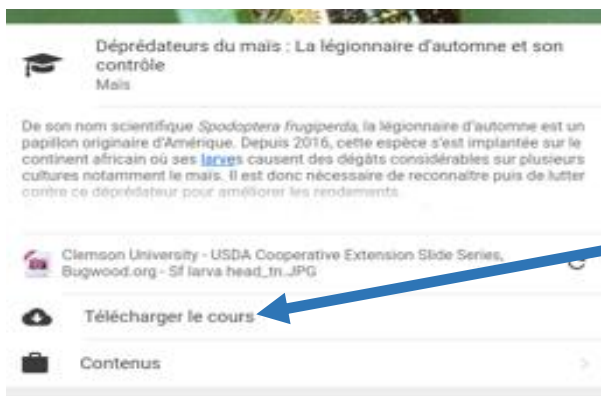 Déprédateurs du maïs : La légionnaire d'automne et son
contrôle
Maïs
De son nom scientifique Spodoptera frugiperda, la légionnaire d'automne est un
papillon originaire d'Amérique. Depuis 2016, cette espèce s'est implantée sur le
continent africain où ses larves causent des dégâts considérables sur plusieurs
cultures notamment le maïs. Il est donc nécessaire de reconnaître puis de lutter
contre ce déprédateur pour améliorer les rendements.
Clemson University - USDA Cooperative Extension Slide Series,
Bugwood.org - Sf larva head_tn.JPG
Télécharger le cours
Contenus